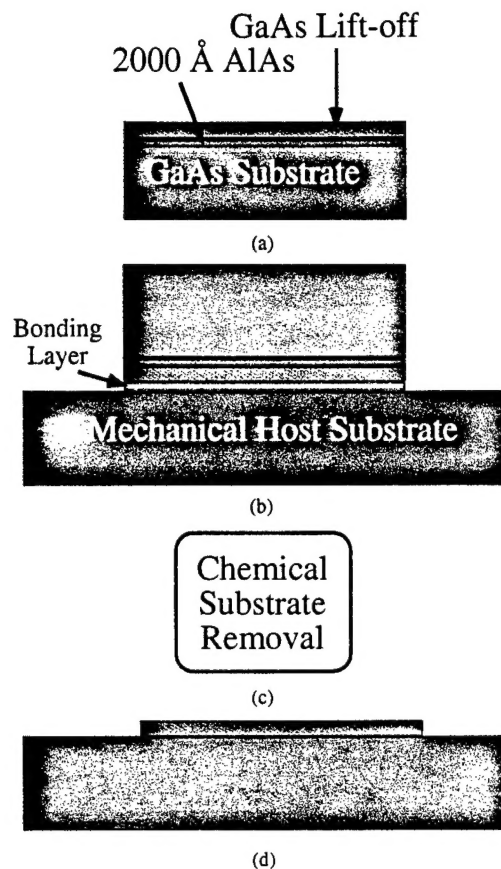 GaAs Lift-off
2000 Å AlAs
GaAs Substrate
(a)
Bonding
Layer
Mechanical Host Substrate
(b)
Chemical
Substrate
Removal
(c)
(d)